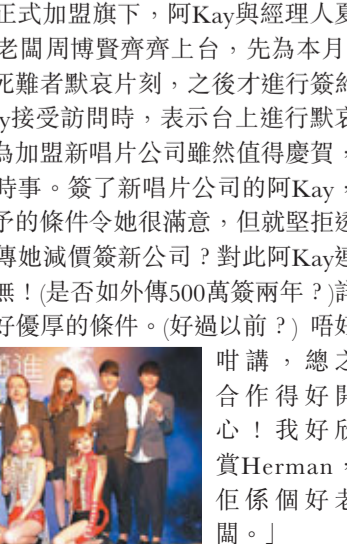 正式加盟旗下，阿Kay與經理人夏
老闆周博賢齊齊上台，先為本月
死難者默哀片刻，之後才進行簽約
y接受訪問時，表示台上進行默哀
為加盟新唱片公司雖然值得慶賀，
時事。簽了新唱片公司的阿Kay，
予的條件令她很滿意，但就堅拒透
傳她減價簽新公司？對此阿Kay連
無！(是否如外傳500萬簽兩年？)講
好優厚的條件。(好過以前？) 唔好
咁講，總之
合作得好開
心！我好欣
賞Herman，
佢係個好老
闆。」
進